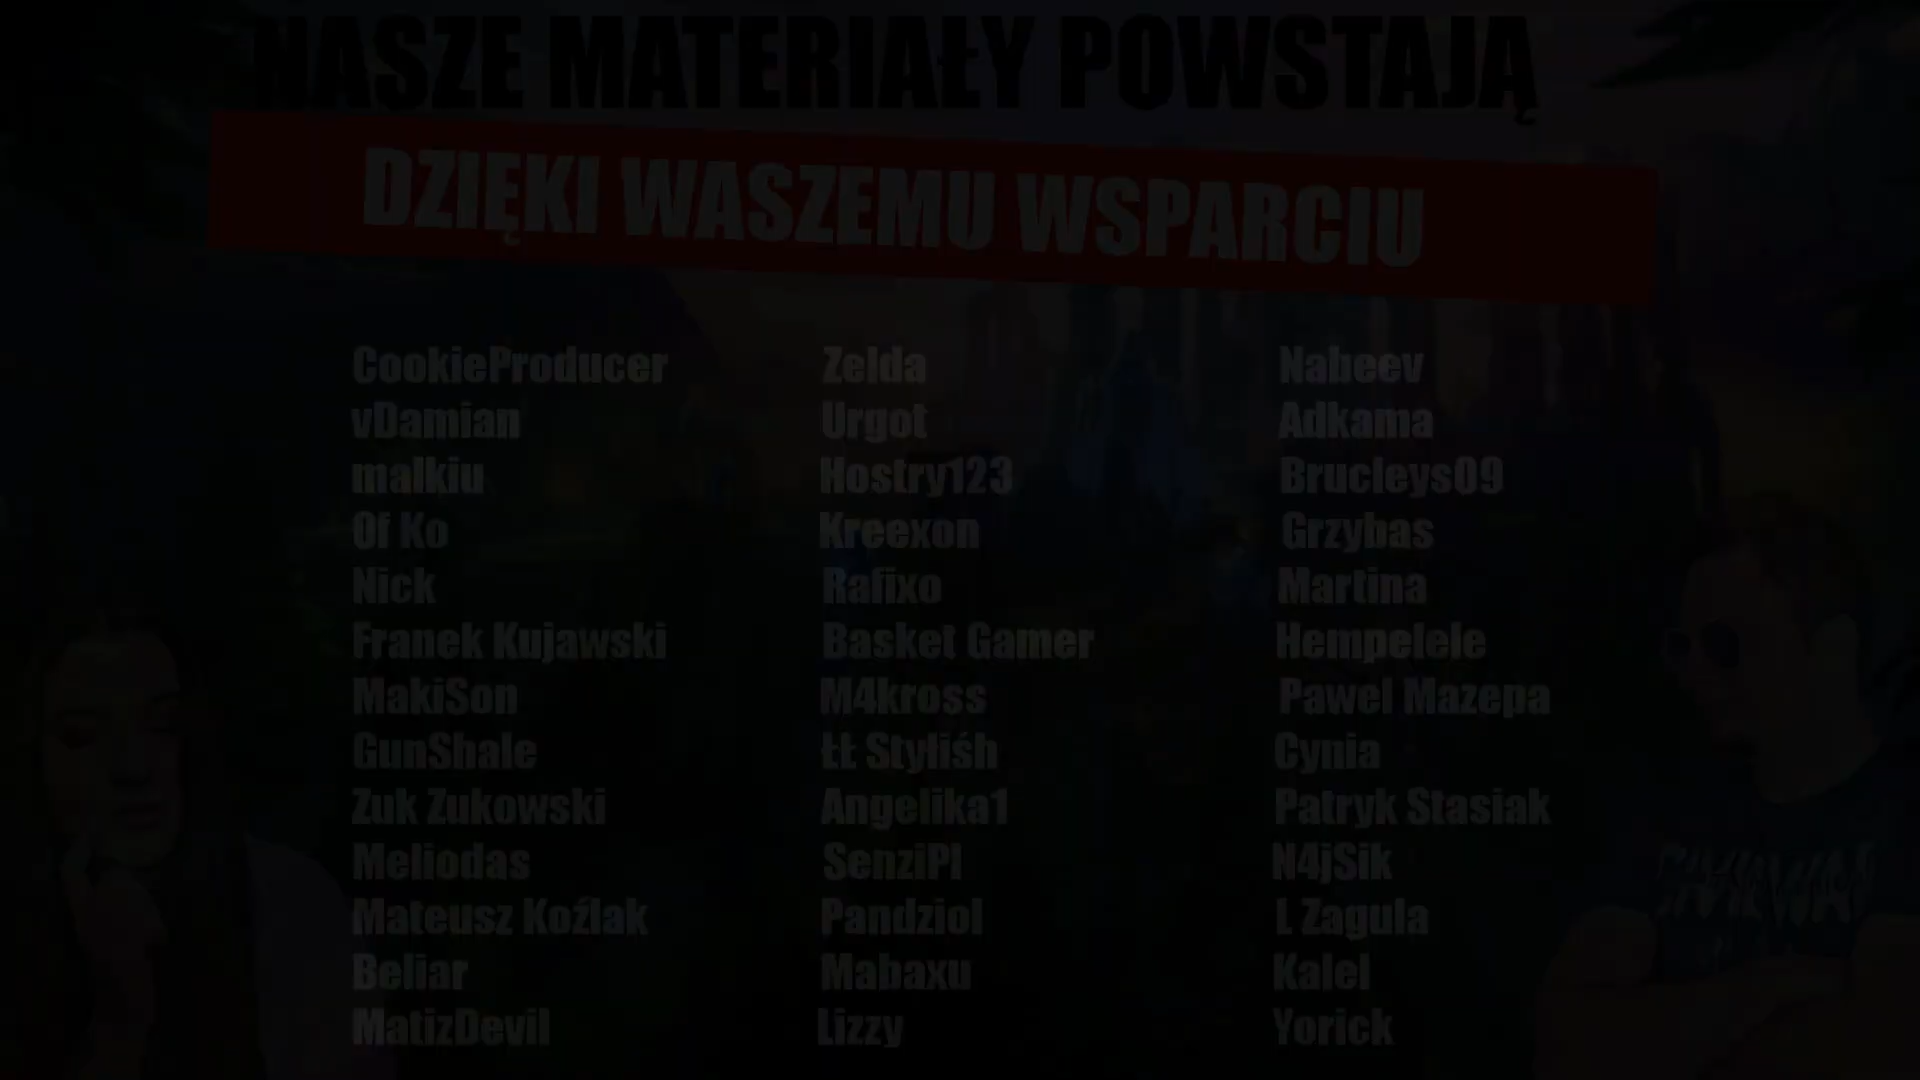 NASZE MATERIAŁY POWSTAJĄ
DZIĘKI WASZEMU WSPARCIU
CookieProducer
vDamian
malkiu
Of Ko
Nick
Franek Kujawski
MakiSon
GunShale
Zuk Zukowski
Meliodas
Mateusz Koźlak
Beliar
MatizDevil
Zelda
Urgot
Hostry123
Kreexon
Rafixo
Basket Gamer
M4kross
ŁŁ Stylish
Angelika1
SenziPl
Pandziol
Mabaxu
Lizzy
Nabeev
Adkama
Brucleys09
Grzybas
Martina
Hempelele
Pawel Mazepa
Cynia
Patryk Stasiak
N4jSik
L Zagula
Kalel
Yorick